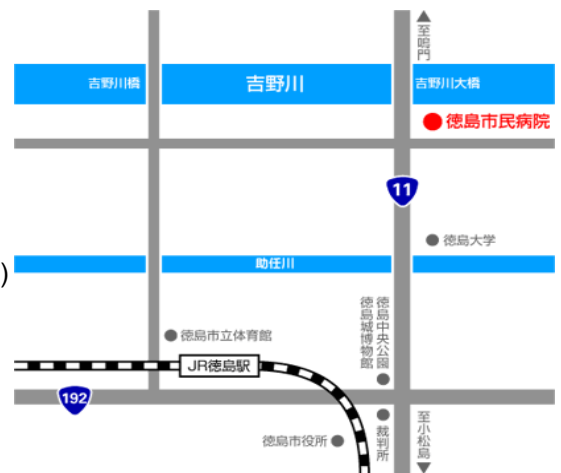 至鳴門
吉野川橋
吉野川
吉野川大橋
徳島市民病院
11
徳島大学
)
助任川
徳島中央公園
徳島城博物館
徳島市立体育館
JR徳島駅
192
徳島市役所
裁判所
至小松島